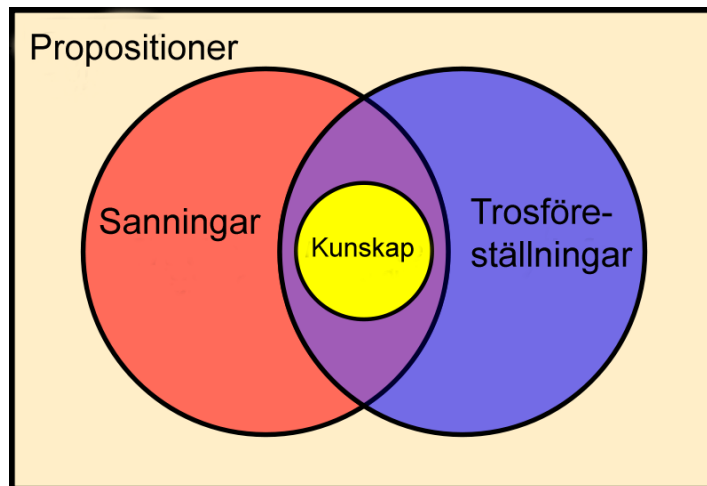 Propositioner
Sanningar
Kunskap
Trosföre-
ställningar